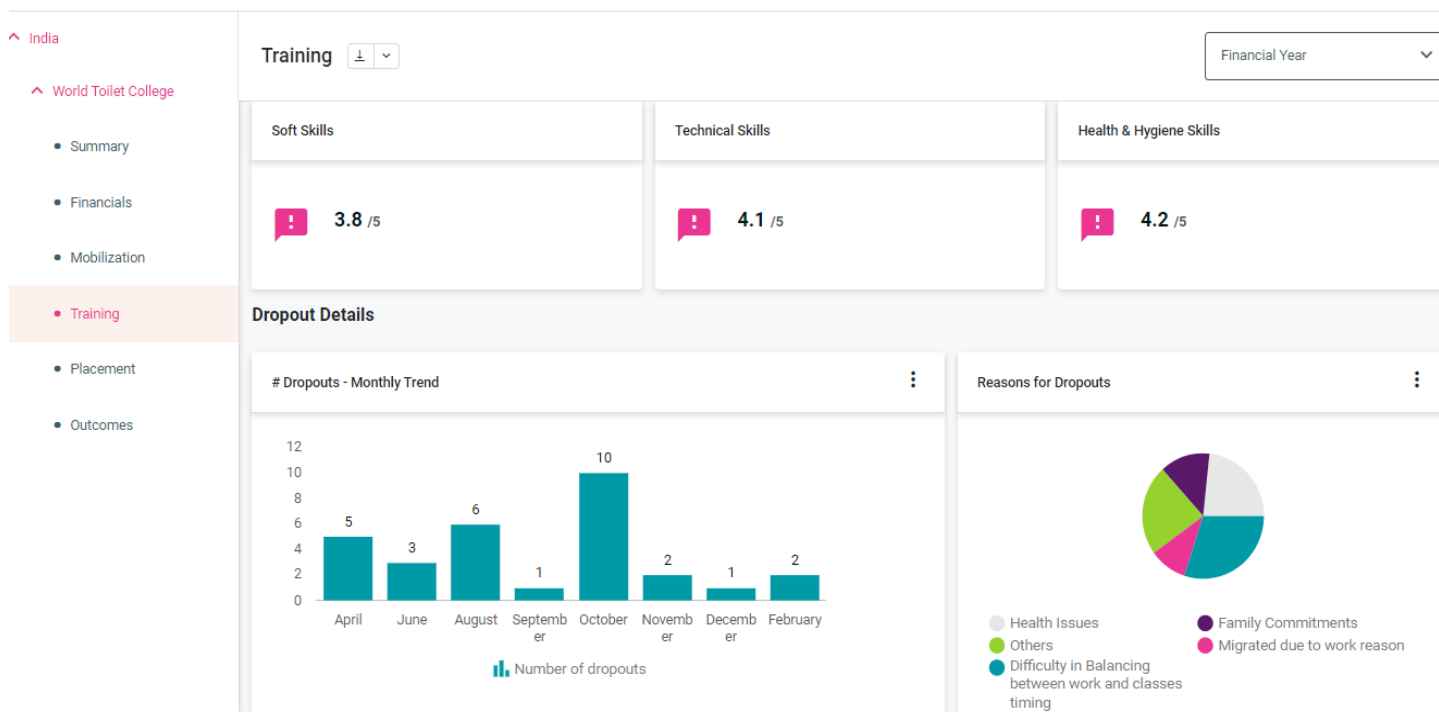 India
World Toilet College
Summary
Financials
Mobilization
Training
Placement
Outcomes
Training
Financial Year
Soft Skills
3.8 /5
Technical Skills
4.1 /5
Health & Hygiene Skills
4.2 /5
Dropout Details
# Dropouts - Monthly Trend
12
10
8
6
4
2
0
5
3
6
1
10
2
1
2
April
June
August
Septemb
er
October
Novemb
er
Decemb
er
February
Number of dropouts
Reasons for Dropouts
Health Issues
Family Commitments
Others
Migrated due to work reason
Difficulty in Balancing
between work and classes
timing